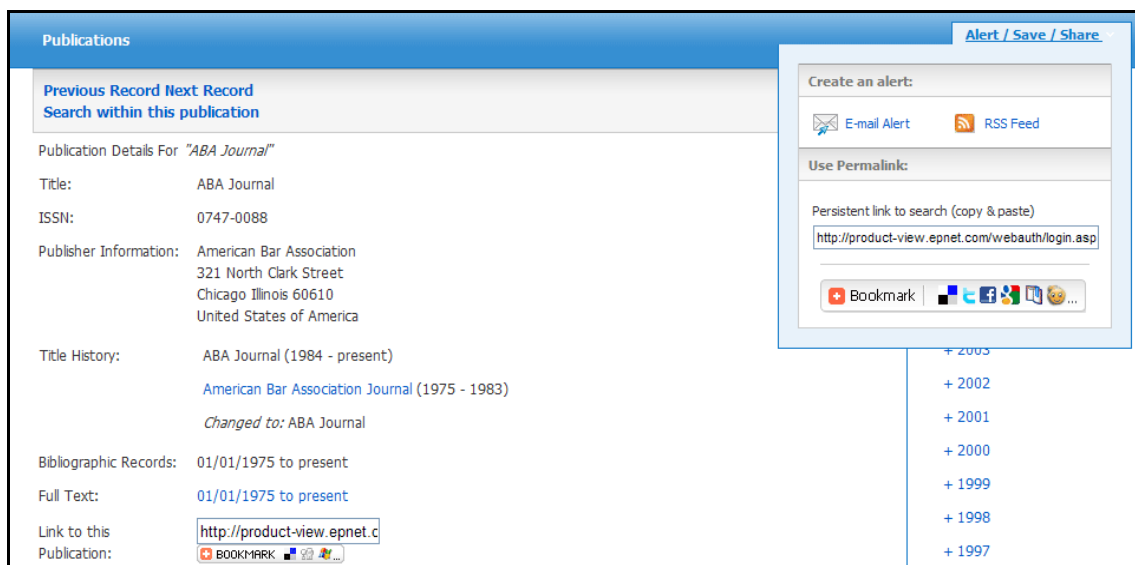 Publications
Alert / Save / Share
Previous Record Next Record
Search within this publication
Create an alert:
E-mail Alert
RSS Feed
Use Permalink:
Persistent link to search (copy & paste)
http://product-view.epnet.com/webauth/login.asp
Bookmark
...
Publication Details For "ABA Journal"
Title: ABA Journal
ISSN: 0747-0088
Publisher Information: American Bar Association
321 North Clark Street
Chicago Illinois 60610
United States of America
Title History: ABA Journal (1984 - present)
American Bar Association Journal (1975 - 1983)
Changed to: ABA Journal
Bibliographic Records: 01/01/1975 to present
Full Text: 01/01/1975 to present
Link to this
Publication:
http://product-view.epnet.c
BOOKMARK ...
+ 2003
+ 2002
+ 2001
+ 2000
+ 1999
+ 1998
+ 1997